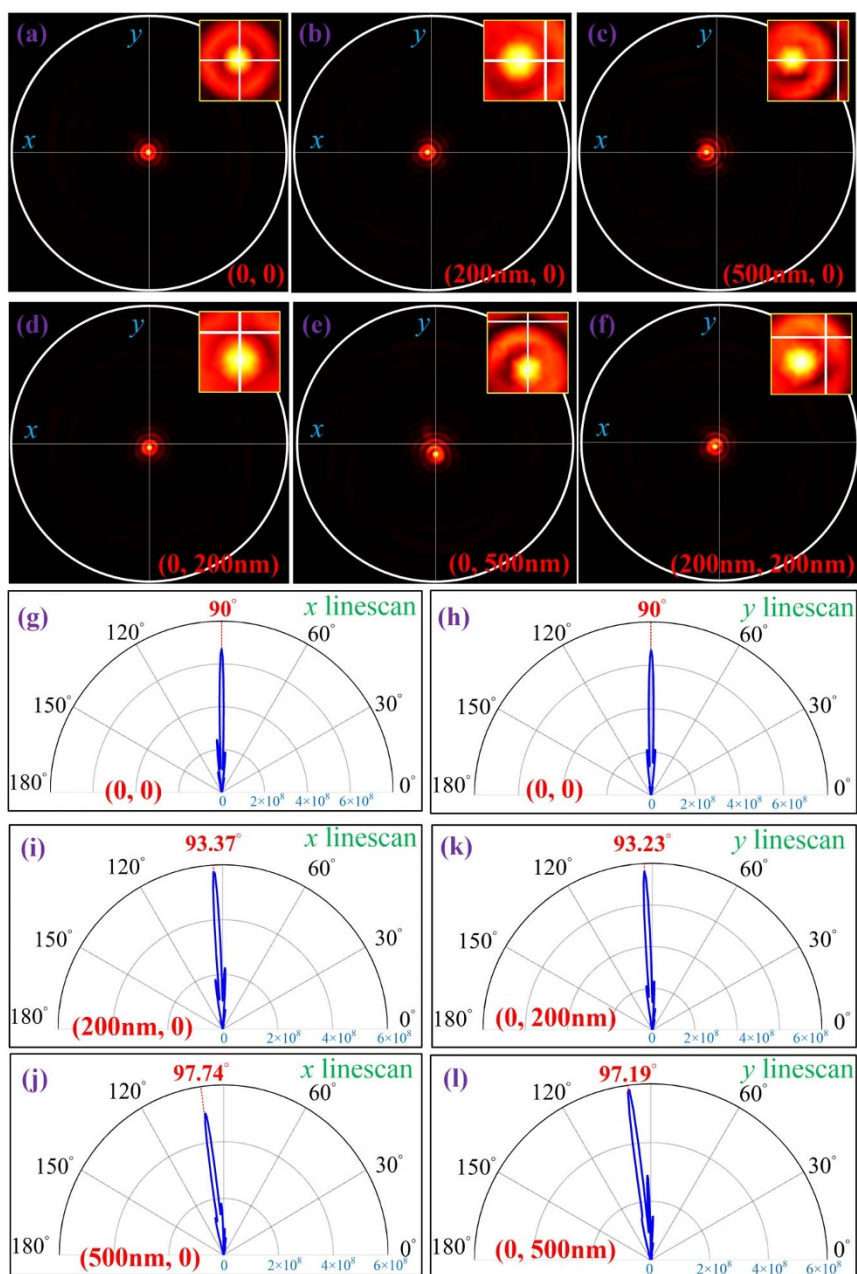 (a)
y
x
(0, 0)
(b)
y
x
(200nm, 0)
(c)
y
x
(500nm, 0)
(d)
y
x
(0, 200nm)
(e)
y
x
(0, 500nm)
(f)
y
x
(200nm, 200nm)
(g)
90°
x linescan
120°
60°
150°
30°
180°
0°
(0, 0)
0 2×10⁸ 4×10⁸ 6×10⁸
(h)
90°
y linescan
120°
60°
150°
30°
180°
0°
(0, 0)
0 2×10⁸ 4×10⁸ 6×10⁸
(i)
93.37°
x linescan
120°
60°
150°
30°
180°
0°
(200nm, 0)
0 2×10⁸ 4×10⁸ 6×10⁸
(k)
93.23°
y linescan
120°
60°
150°
30°
180°
0°
(0, 200nm)
0 2×10⁸ 4×10⁸ 6×10⁸
(j)
97.74°
x linescan
120°
60°
150°
30°
180°
0°
(500nm, 0)
0 2×10⁸ 4×10⁸ 6×10⁸
(l)
97.19°
y linescan
120°
60°
150°
30°
180°
0°
(0, 500nm)
0 2×10⁸ 4×10⁸ 6×10⁸